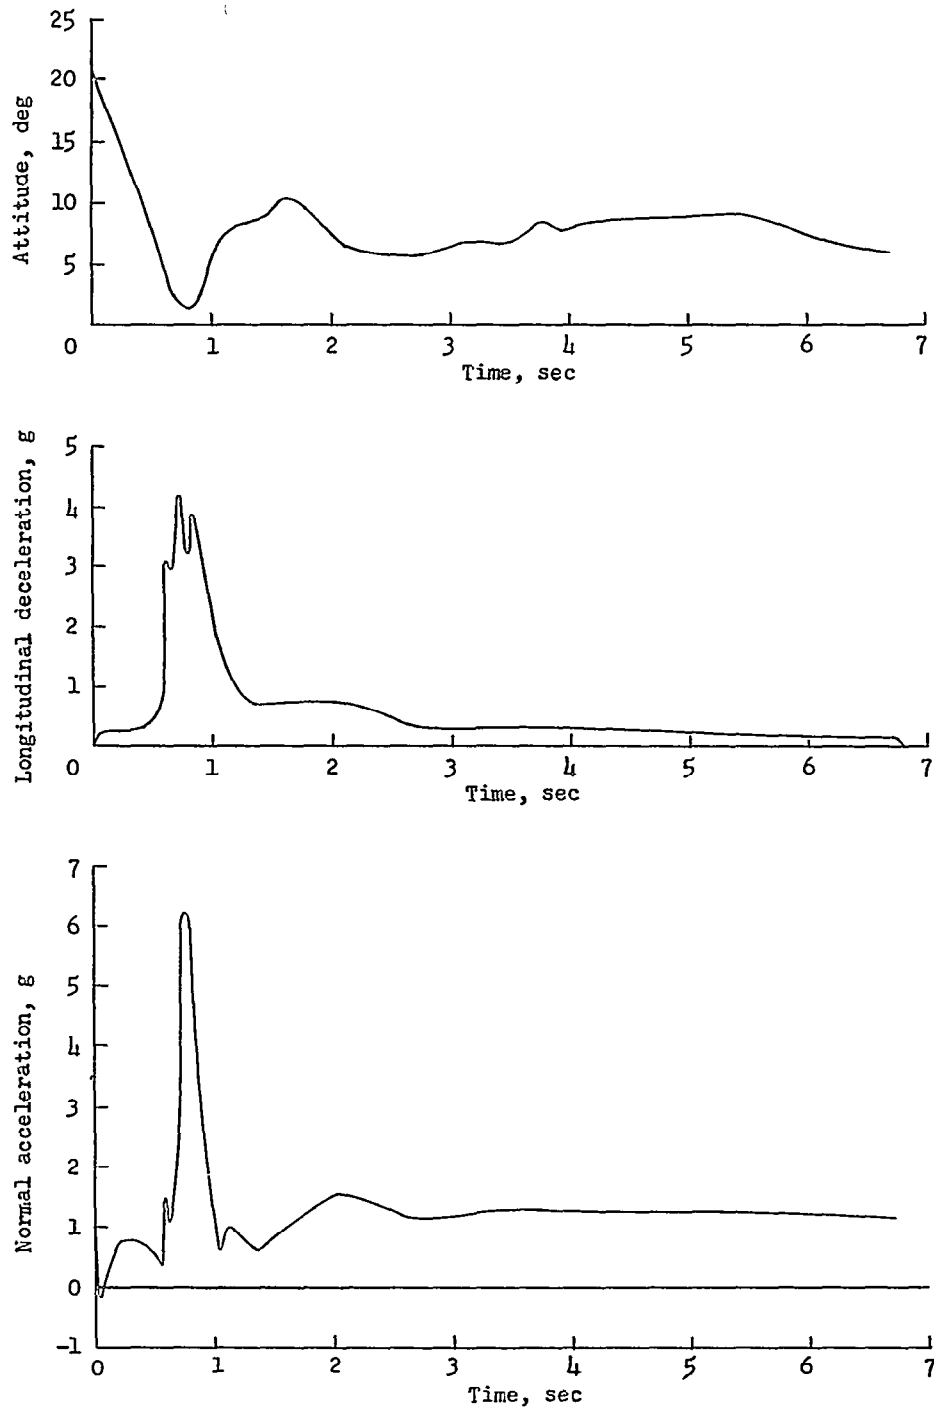 25
20
15
10
5
0
Attitude, deg
1 2 3 4 5 6 7
Time, sec
5
4
3
2
1
0
Longitudinal deceleration, g
1 2 3 4 5 6 7
Time, sec
7
6
5
4
3
2
1
0
-1
Normal acceleration, g
0 1 2 3 4 5 6 7
Time, sec